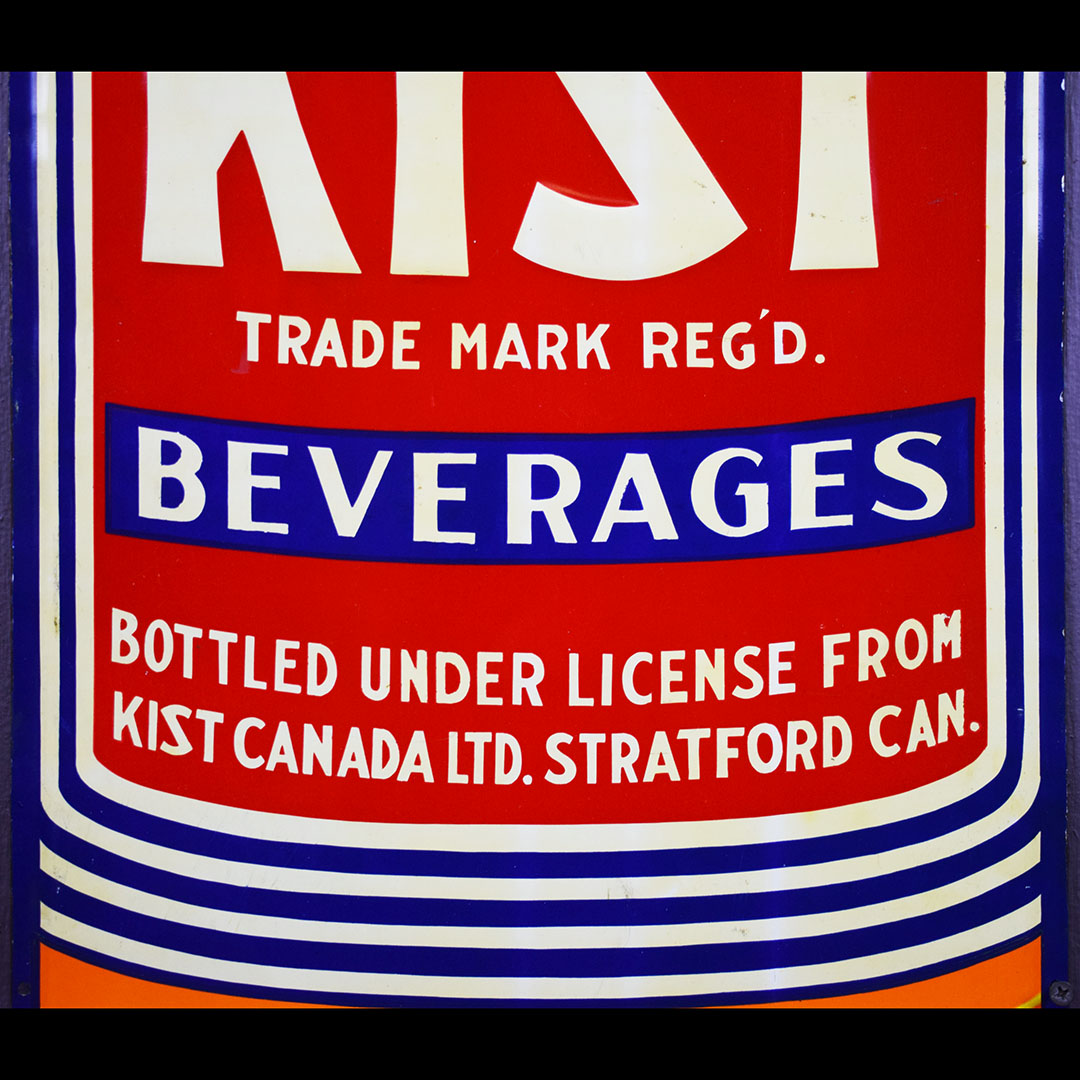 KIST
TRADE MARK REG'D.
BEVERAGES
BOTTLED UNDER LICENSE FROM
KIST CANADA LTD. STRATFORD CAN.